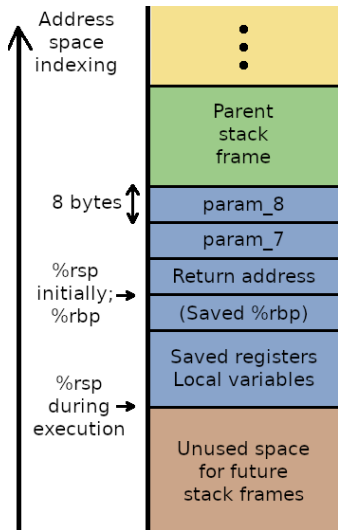 Address
space
indexing
Parent
stack
frame
8 bytes
param_8
param_7
%rsp
initially;
%rbp
Return address
(Saved %rbp)
Saved registers
Local variables
%rsp
during
execution
Unused space
for future
stack frames